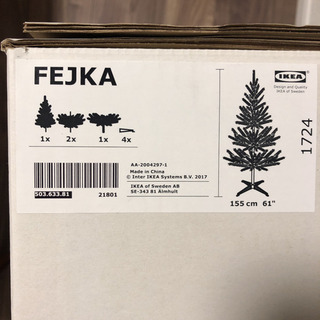 FEJKA
1x 2x 1x 4x
AA-2004297-1
Made in China
© Inter IKEA Systems B.V. 2017
IKEA of Sweden AB
SE-343 81 Älmhult
503.633.81
21801
IKEA
Design and Quality
IKEA of Sweden
155 cm 61"
1724